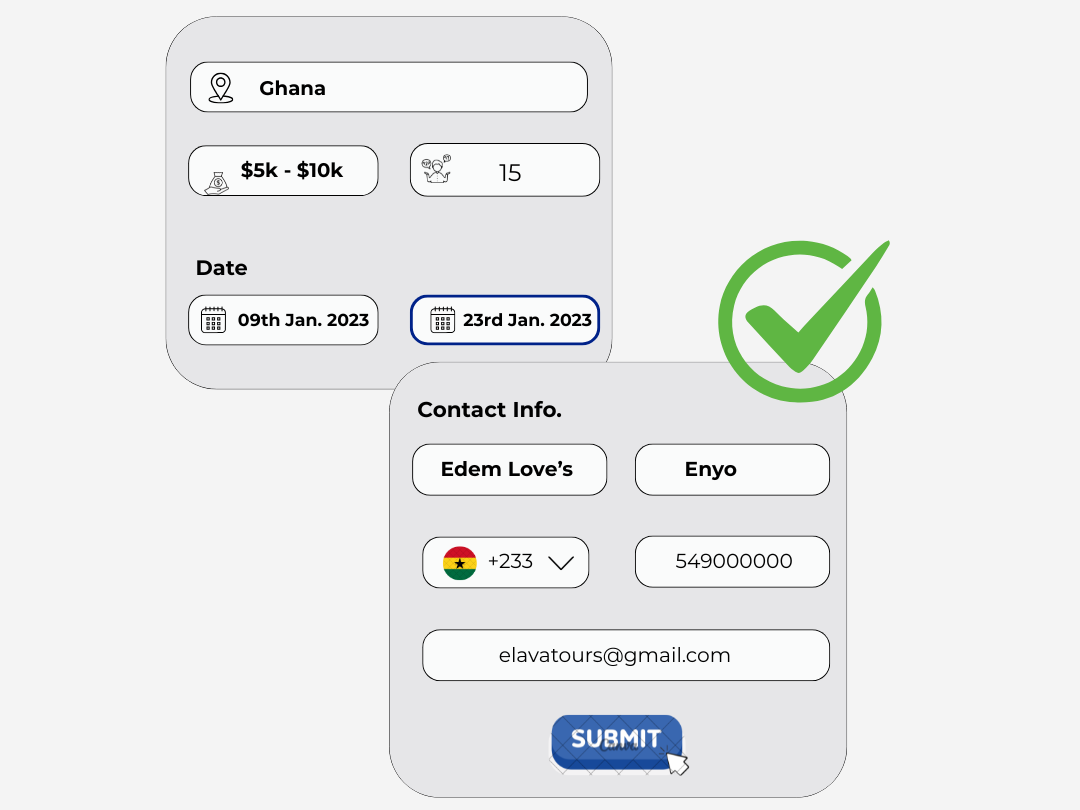 Ghana
$5k - $10k
15
Date
09th Jan. 2023
23rd Jan. 2023
Contact Info.
Edem Love's
Enyo
+233
549000000
elavatours@gmail.com
SUBMIT
Canva